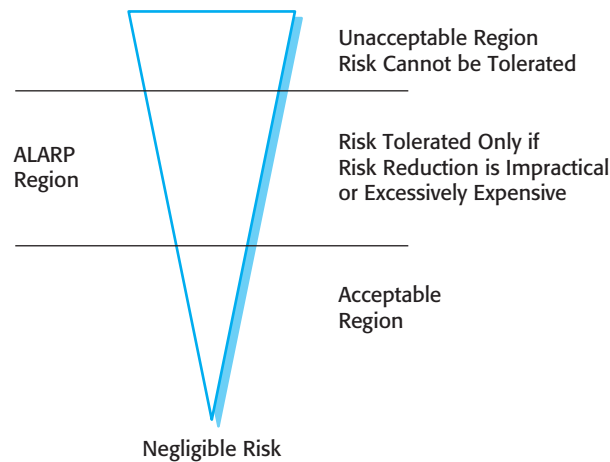 Unacceptable Region
Risk Cannot be Tolerated
ALARP
Region
Risk Tolerated Only if
Risk Reduction is Impractical
or Excessively Expensive
Acceptable
Region
Negligible Risk